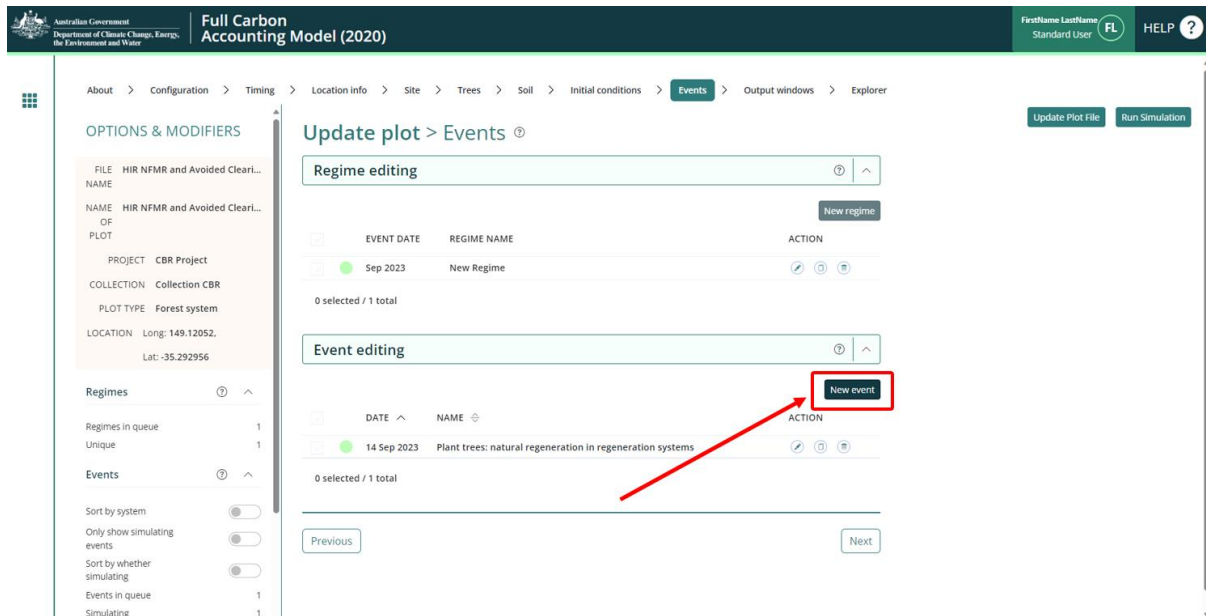 Australian Government
Department of Climate Change, Energy,
the Environment and Water
Full Carbon
Accounting Model (2020)
FirstName LastName
Standard User
FL
HELP ?
About > Configuration > Timing > Location info > Site > Trees > Soil > Initial conditions > Events > Output windows > Explorer
Update Plot File
Run Simulation
OPTIONS & MODIFIERS
FILE NAME HIR NFMR and Avoided Cleari...
NAME OF PLOT HIR NFMR and Avoided Cleari...
PROJECT CBR Project
COLLECTION Collection CBR
PLOT TYPE Forest system
LOCATION Long: 149.12052,
Lat: -35.292956
Regimes ?
Regimes in queue 1
Unique 1
Events ?
Sort by system
Only show simulating events
Sort by whether simulating
Events in queue 1
Simulating 1
Update plot > Events ?
Regime editing ?
New regime
EVENT DATE REGIME NAME ACTION
Sep 2023 New Regime
0 selected / 1 total
Event editing ?
New event
DATE NAME ACTION
14 Sep 2023 Plant trees: natural regeneration in regeneration systems
0 selected / 1 total
Previous
Next